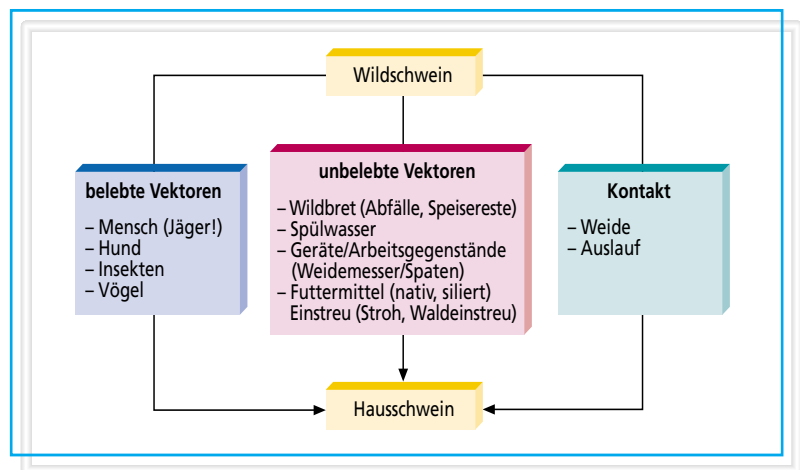 Wildschwein
belebte Vektoren
– Mensch (Jäger!)
– Hund
– Insekten
– Vögel
unbelebte Vektoren
– Wildbret (Abfälle, Speisereste)
– Spülwasser
– Geräte/Arbeitsgegenstände
(Weidemesser/Spaten)
– Futtermittel (nativ, siliert)
Einstreu (Stroh, Waldeinstreu)
Kontakt
– Weide
– Auslauf
Hausschwein